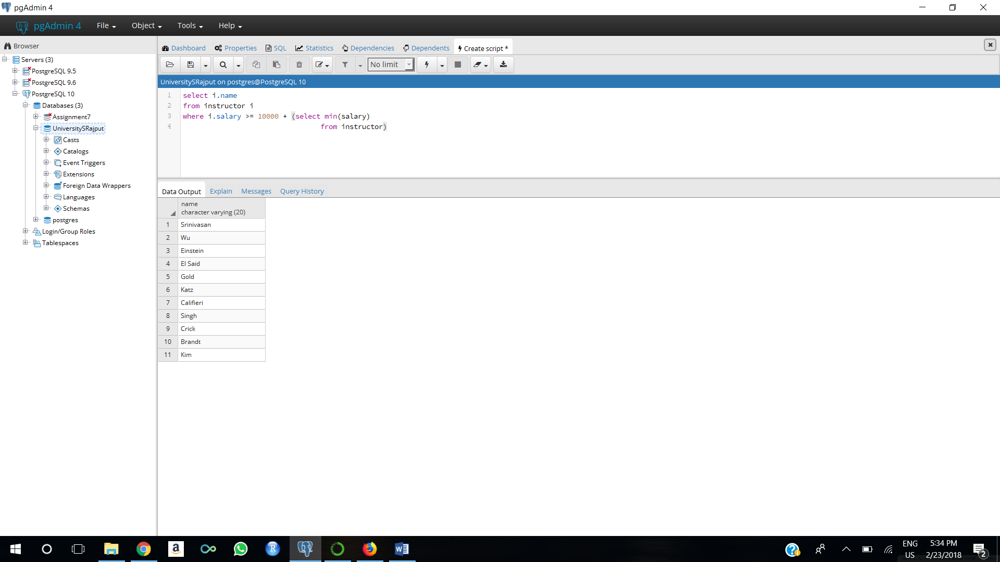 pgAdmin 4
pgAdmin 4 File Object Tools Help
Browser
Servers (3)
PostgreSQL 9.5
PostgreSQL 9.6
PostgreSQL 10
Databases (3)
Assignment7
UniversitySRajput
Casts
Catalogs
Event Triggers
Extensions
Foreign Data Wrappers
Languages
Schemas
postgres
Login/Group Roles
Tablespaces
Dashboard Properties SQL Statistics Dependencies Dependents Create script *
No limit
UniversitySRajput on postgres@PostgreSQL 10
1 select i.name
2 from instructor i
3 where i.salary >= 10000 + (select min(salary)
4 from instructor)
Data Output Explain Messages Query History
name
character varying (20)
1 Srinivasan
2 Wu
3 Einstein
4 El Said
5 Gold
6 Katz
7 Califieri
8 Singh
9 Crick
10 Brandt
11 Kim
ENG
US
5:34 PM
2/23/2018
2